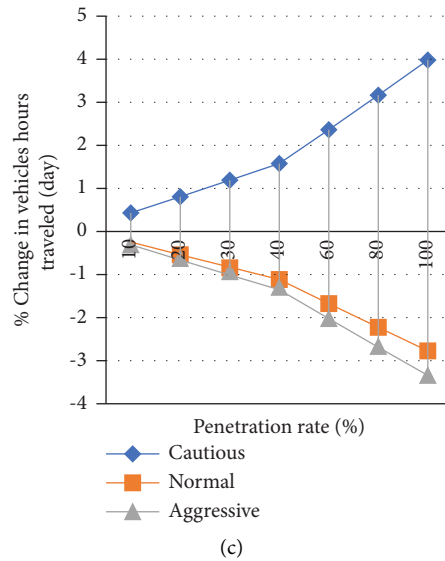 5
4
3
2
1
0
-1
-2
-3
-4
% Change in vehicles hours
traveled (day)
10
20
30
40
60
80
100
Penetration rate (%)
Cautious
Normal
Aggressive
(c)